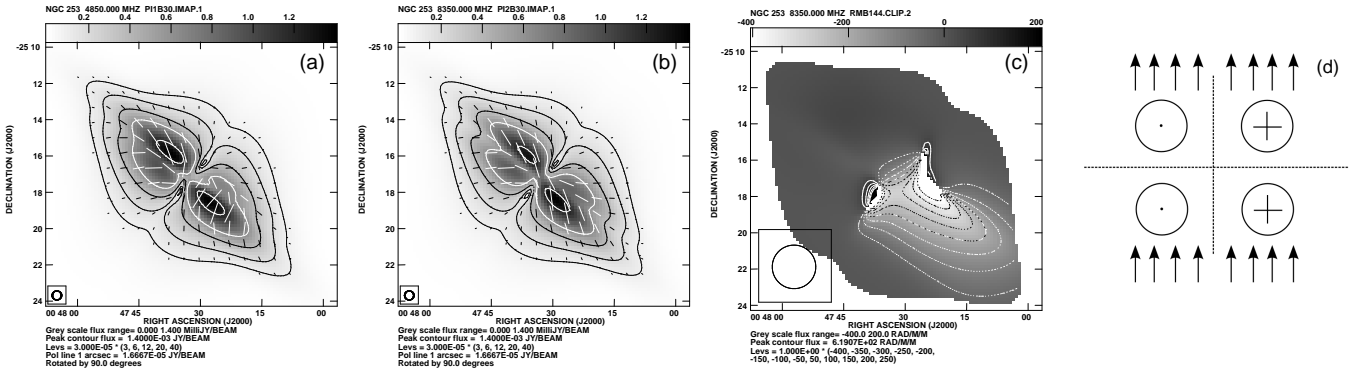 NGC 253 4850.000 MHZ PI1B30.IMAP.1
0.2 0.4 0.6 0.8 1.0 1.2
(a)
-25 10
12
14
16
18
20
22
24
DECLINATION (J2000)
00 48 00 47 45 30 15 00
RIGHT ASCENSION (J2000)
Grey scale flux range= 0.000 1.400 MilliJY/BEAM
Peak contour flux = 1.4000E-03 JY/BEAM
Levs = 3.000E-05 * (3, 6, 12, 20, 40)
Pol line 1 arcsec = 1.6667E-05 JY/BEAM
Rotated by 90.0 degrees
NGC 253 8350.000 MHZ PI2B30.IMAP.1
0.2 0.4 0.6 0.8 1.0 1.2
(b)
-25 10
12
14
16
18
20
22
24
DECLINATION (J2000)
00 48 00 47 45 30 15 00
RIGHT ASCENSION (J2000)
Grey scale flux range= 0.000 1.400 MilliJY/BEAM
Peak contour flux = 1.4000E-03 JY/BEAM
Levs = 3.000E-05 * (3, 6, 12, 20, 40)
Pol line 1 arcsec = 1.6667E-05 JY/BEAM
Rotated by 90.0 degrees
NGC 253 8350.000 MHZ RMB144.CLIP.2
-400 -200 0 200
(c)
-25 10
12
14
16
18
20
22
24
DECLINATION (J2000)
00 48 00 47 45 30 15 00
RIGHT ASCENSION (J2000)
Grey scale flux range= -400.0 200.0 RAD/M/M
Peak contour flux = 6.1907E+02 RAD/M/M
Levs = 1.000E+00 * (-400, -350, -300, -250, -200,
-150, -100, -50, 50, 100, 150, 200, 250)
(d)